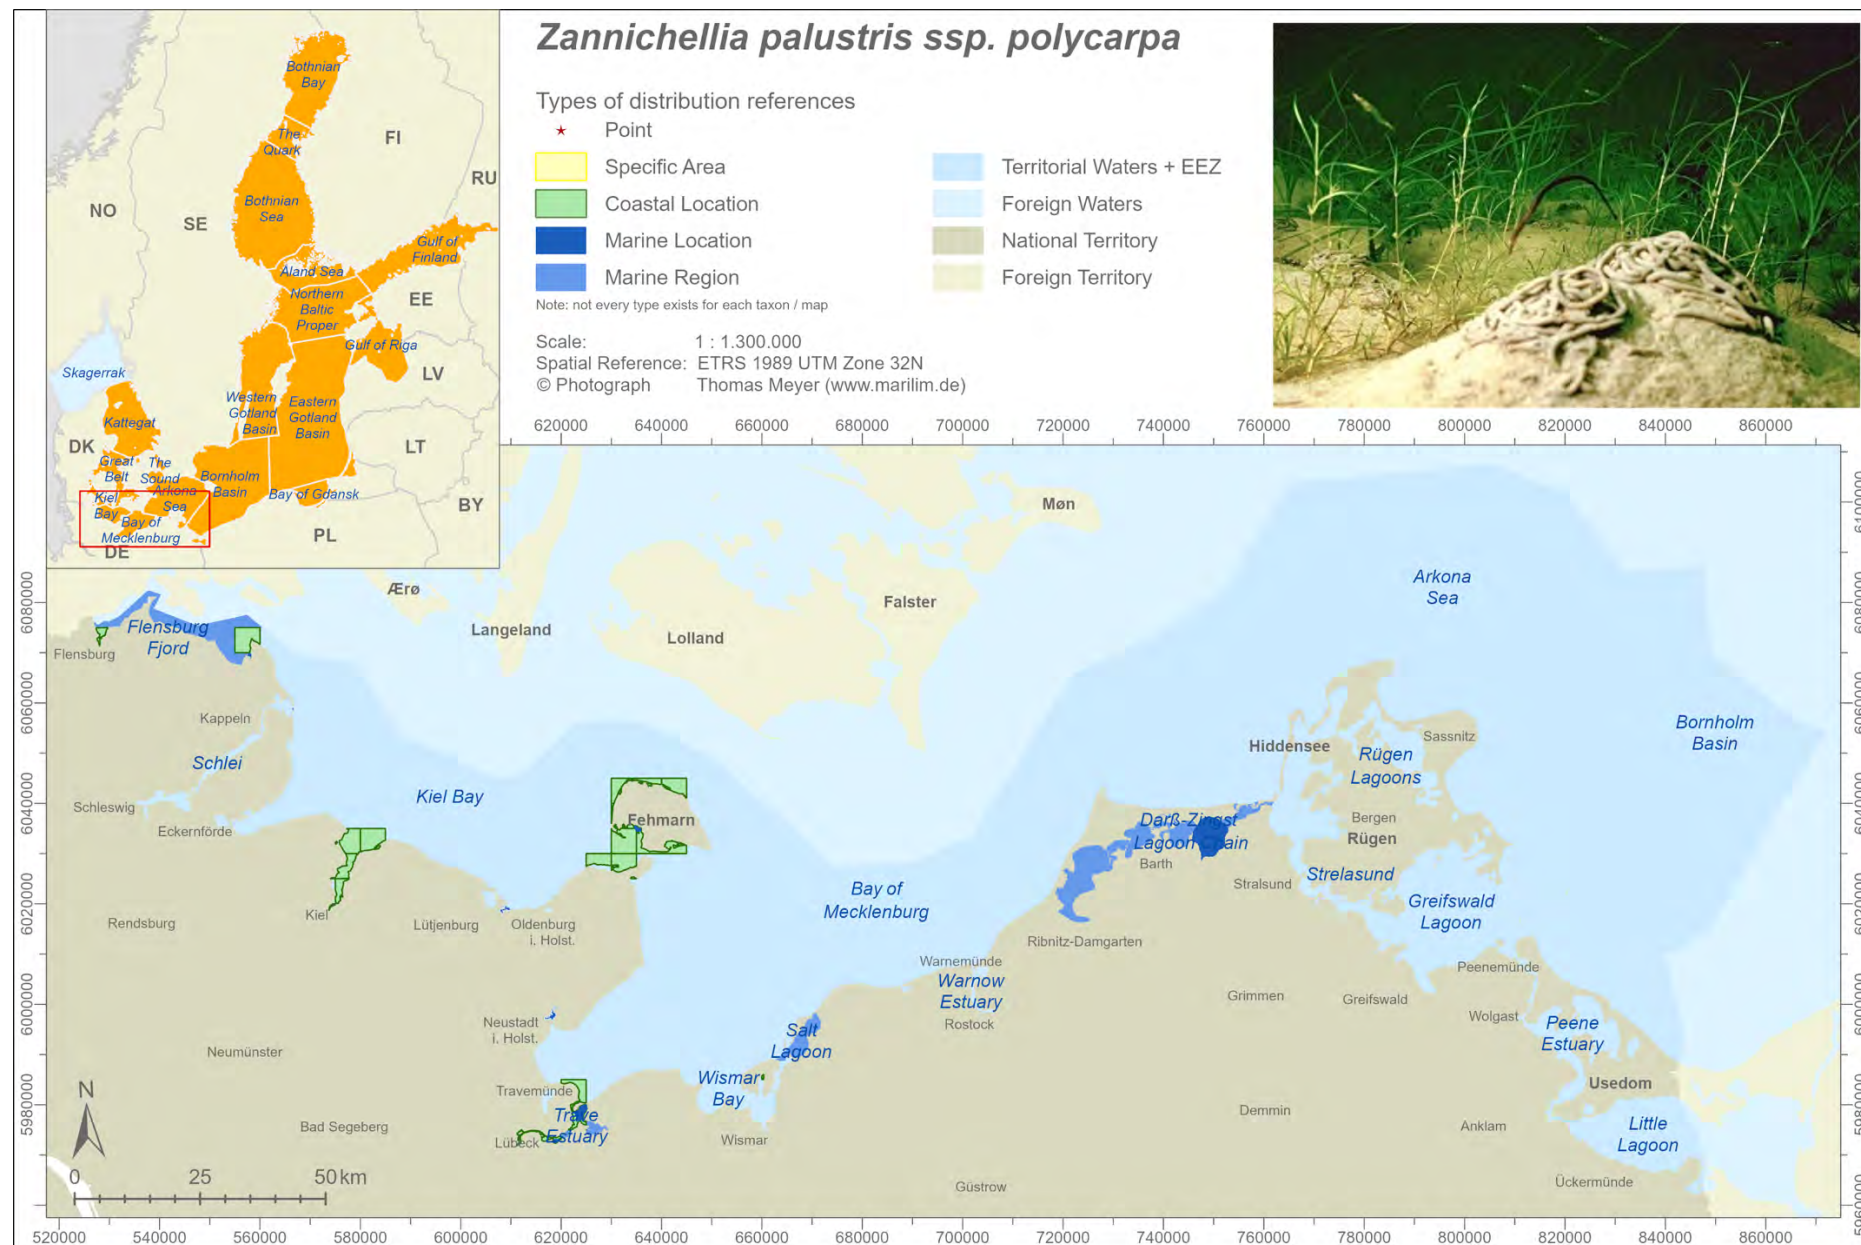 Zannichellia palustris ssp. polycarpa
Types of distribution references
Point
Specific Area
Coastal Location
Marine Location
Marine Region
Territorial Waters + EEZ
Foreign Waters
National Territory
Foreign Territory
Note: not every type exists for each taxon / map
Scale: 1 : 1.300.000
Spatial Reference: ETRS 1989 UTM Zone 32N
© Photograph Thomas Meyer (www.marilim.de)
Bothnian
Bay
The
Quark
FI
RU
NO
SE
Bothnian
Sea
Gulf of
Finland
Åland Sea
Northern
Baltic
Proper
EE
Gulf of Riga
LV
Skagerrak
Western
Gotland
Basin
Eastern
Gotland
Basin
Kattegat
DK
LT
Great
Belt
The
Sound
Arkona
Sea
Bornholm
Basin
Bay of Gdansk
Kiel
Bay
Bay of
Mecklenburg
BY
PL
DE
620000 640000 660000 680000 700000 720000 740000 760000 780000 800000 820000 840000 860000
6100000
6080000
6060000
6040000
6020000
6000000
5980000
5960000
6080000
6060000
6040000
6020000
6000000
5980000
Møn
Ærø
Langeland
Lolland
Falster
Arkona
Sea
Flensburg
Fjord
Flensburg
Kappeln
Schlei
Schleswig
Eckernförde
Kiel Bay
Fehmarn
Hiddensee
Rügen
Lagoons
Sassnitz
Bornholm
Basin
Bergen
Rügen
Darß-Zingst
Lagoon Chain
Barth
Stralsund
Strelasund
Greifswald
Lagoon
Bay of
Mecklenburg
Kiel
Rendsburg
Lütjenburg
Oldenburg
i. Holst.
Ribnitz-Damgarten
Warnemünde
Warnow
Estuary
Rostock
Peenemünde
Grimmen
Greifswald
Wolgast
Peene
Estuary
Neustadt
i. Holst.
Neumünster
Salt
Lagoon
Wismar
Bay
Travemünde
Trave
Estuary
Lübeck
Bad Segeberg
Wismar
Usedom
Demmin
Anklam
Little
Lagoon
Güstrow
Ückermünde
N
0 25 50 km
520000 540000 560000 580000 600000 620000 640000 660000 680000 700000 720000 740000 760000 780000 800000 820000 840000 860000